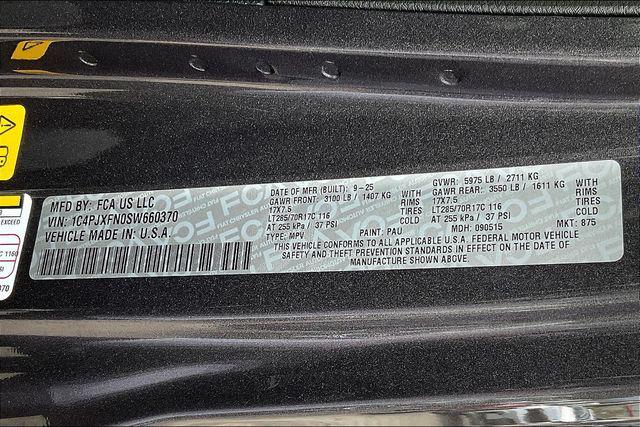 MFD BY: FCA US LLC
VIN: 1C4PJXFN0SW660370
VEHICLE MADE IN U.S.A.
DATE OF MFR (BUILT): 9-25
GAWR FRONT: 3100 LB / 1407 KG WITH
17X7.5 RIMS
LT285/70R17C 116
AT 255 kPa / 37 PSI COLD
TYPE: MPV PAINT: PAU MDH: 090515 MKT: 875
GVWR: 5975 LB / 2711 KG
GAWR REAR: 3550 LB / 1611 KG WITH
17X7.5 RIMS
LT285/70R17C 116
AT 255 kPa / 37 PSI COLD
THIS VEHICLE CONFORMS TO ALL APPLICABLE U.S.A. FEDERAL MOTOR VEHICLE
SAFETY AND THEFT PREVENTION STANDARDS IN EFFECT ON THE DATE OF
MANUFACTURE SHOWN ABOVE.
EXCEED